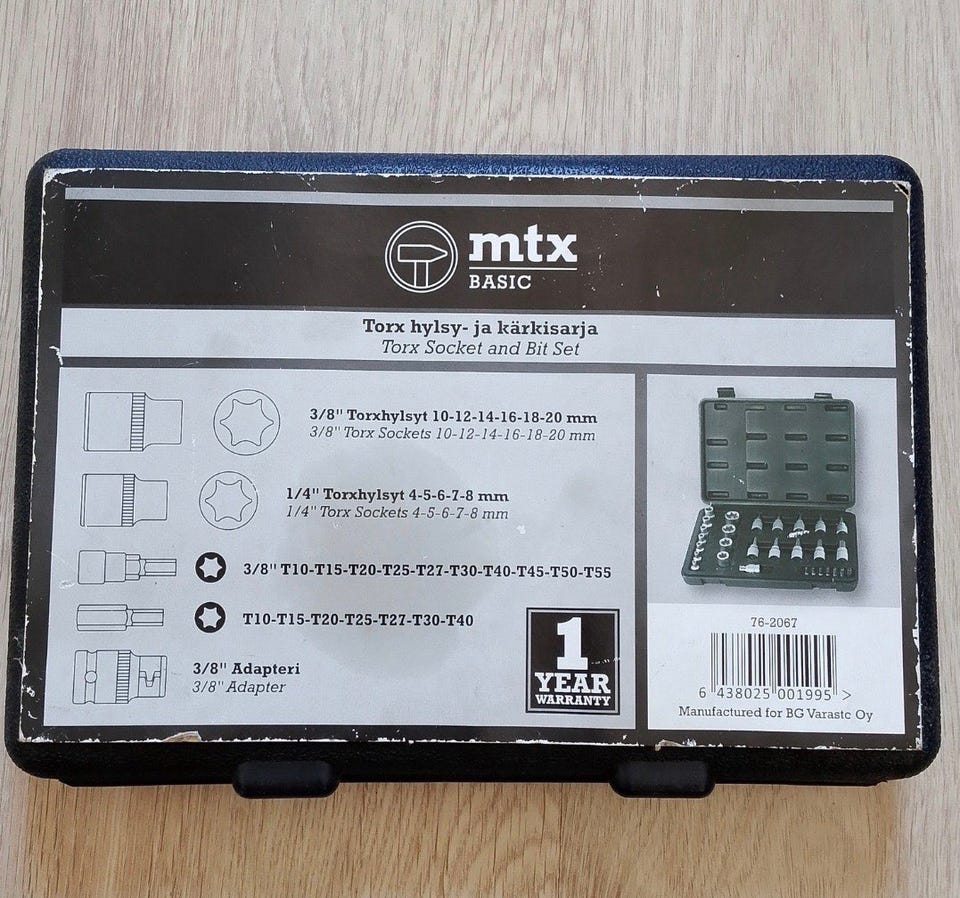 mtx
BASIC
Torx hylsy- ja kärkisarja
Torx Socket and Bit Set
3/8" Torxhylsyt 10-12-14-16-18-20 mm
3/8" Torx Sockets 10-12-14-16-18-20 mm
1/4" Torxhylsyt 4-5-6-7-8 mm
1/4" Torx Sockets 4-5-6-7-8 mm
3/8" T10-T15-T20-T25-T27-T30-T40-T45-T50-T55
T10-T15-T20-T25-T27-T30-T40
3/8" Adapteri
3/8" Adapter
1
YEAR
WARRANTY
76-2067
6 438025 001995 >
Manufactured for BG Varastc Oy